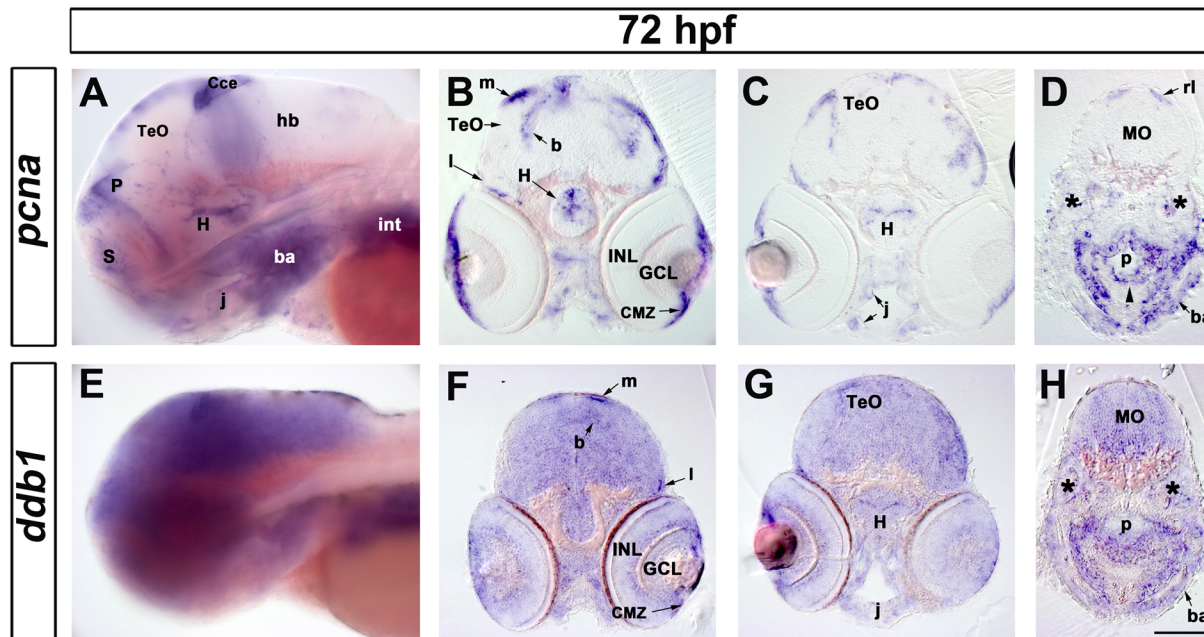 72 hpf
pcna
A
Cce
TeO
hb
P
H
S
ba
int
j
B
m
TeO
b
l
H
INL
GCL
CMZ
C
TeO
H
j
D
rl
MO
*
*
p
ba
ddb1
E
F
m
b
l
INL
GCL
CMZ
G
TeO
H
j
H
MO
*
*
p
ba